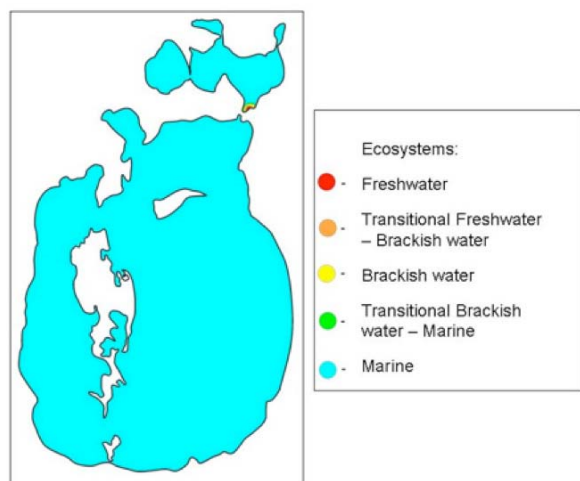 Ecosystems:
- Freshwater
- Transitional Freshwater
– Brackish water
- Brackish water
- Transitional Brackish
water – Marine
- Marine